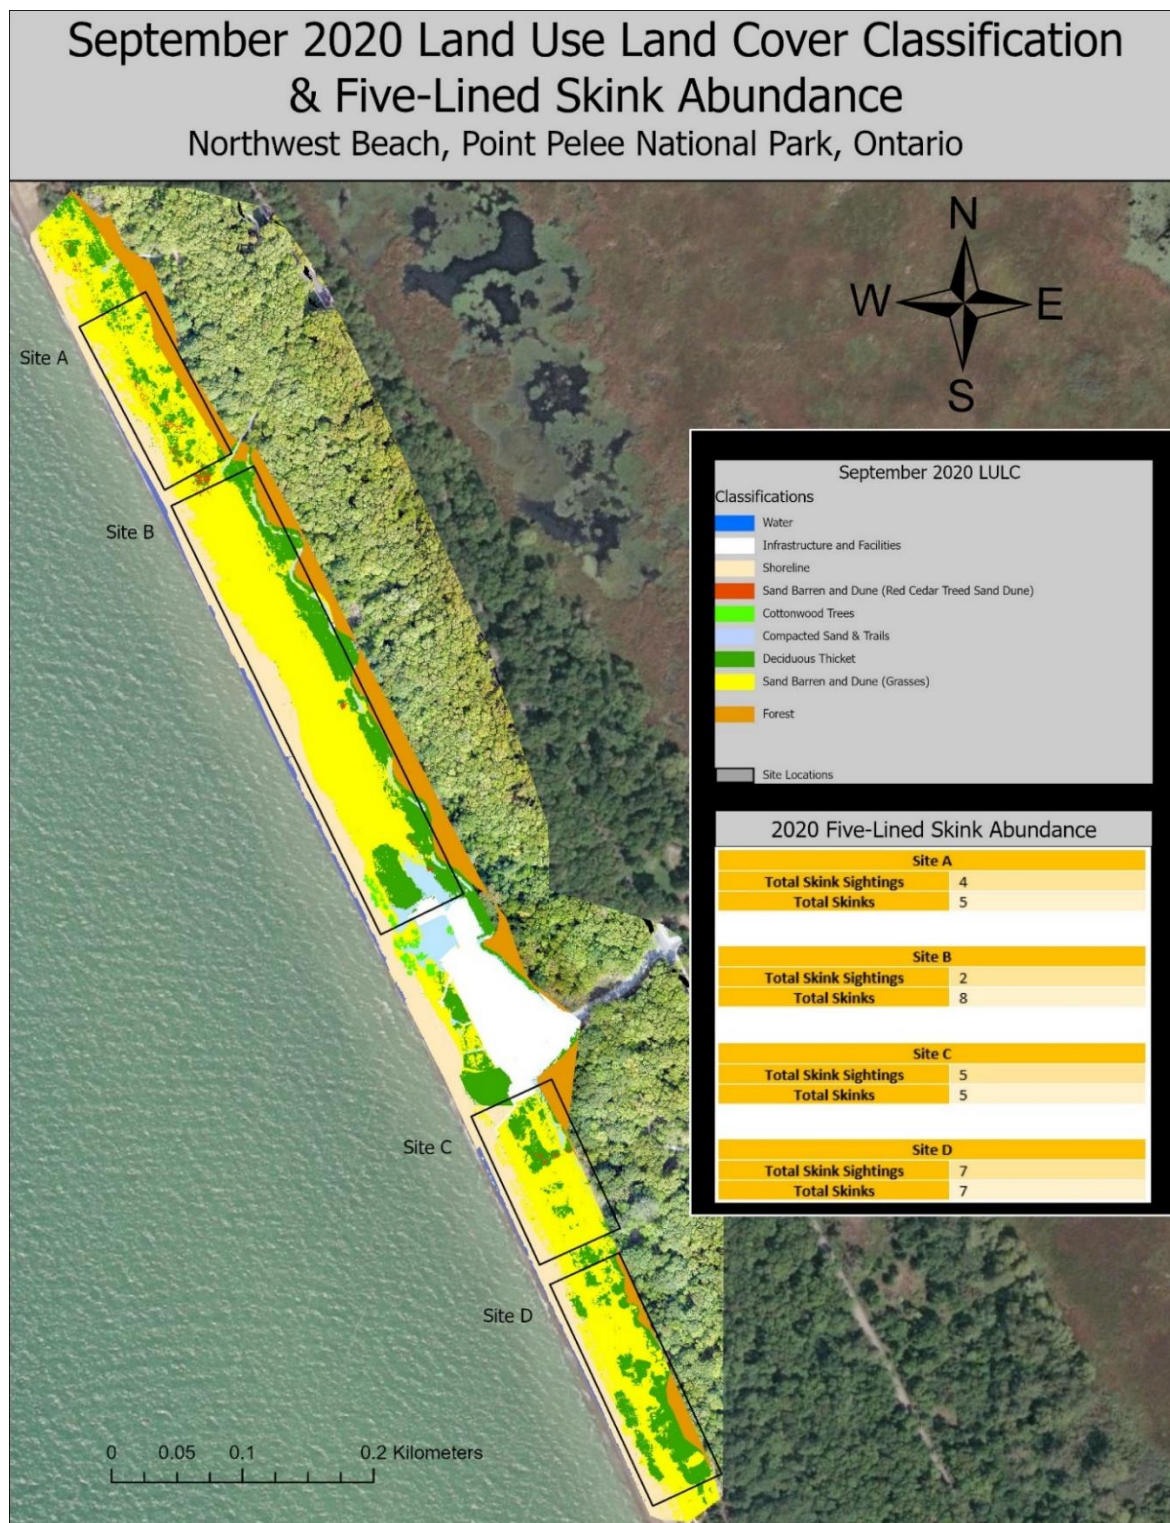 September 2020 Land Use Land Cover Classification
& Five-Lined Skink Abundance
Northwest Beach, Point Pelee National Park, Ontario
N
W
E
S
Site A
Site B
Site C
Site D
September 2020 LULC
Classifications
Water
Infrastructure and Facilities
Shoreline
Sand Barren and Dune (Red Cedar Treed Sand Dune)
Cottonwood Trees
Compacted Sand & Trails
Deciduous Thicket
Sand Barren and Dune (Grasses)
Forest
Site Locations
2020 Five-Lined Skink Abundance
Site A
Total Skink Sightings 4
Total Skinks 5
Site B
Total Skink Sightings 2
Total Skinks 8
Site C
Total Skink Sightings 5
Total Skinks 5
Site D
Total Skink Sightings 7
Total Skinks 7
0 0.05 0.1 0.2 Kilometers